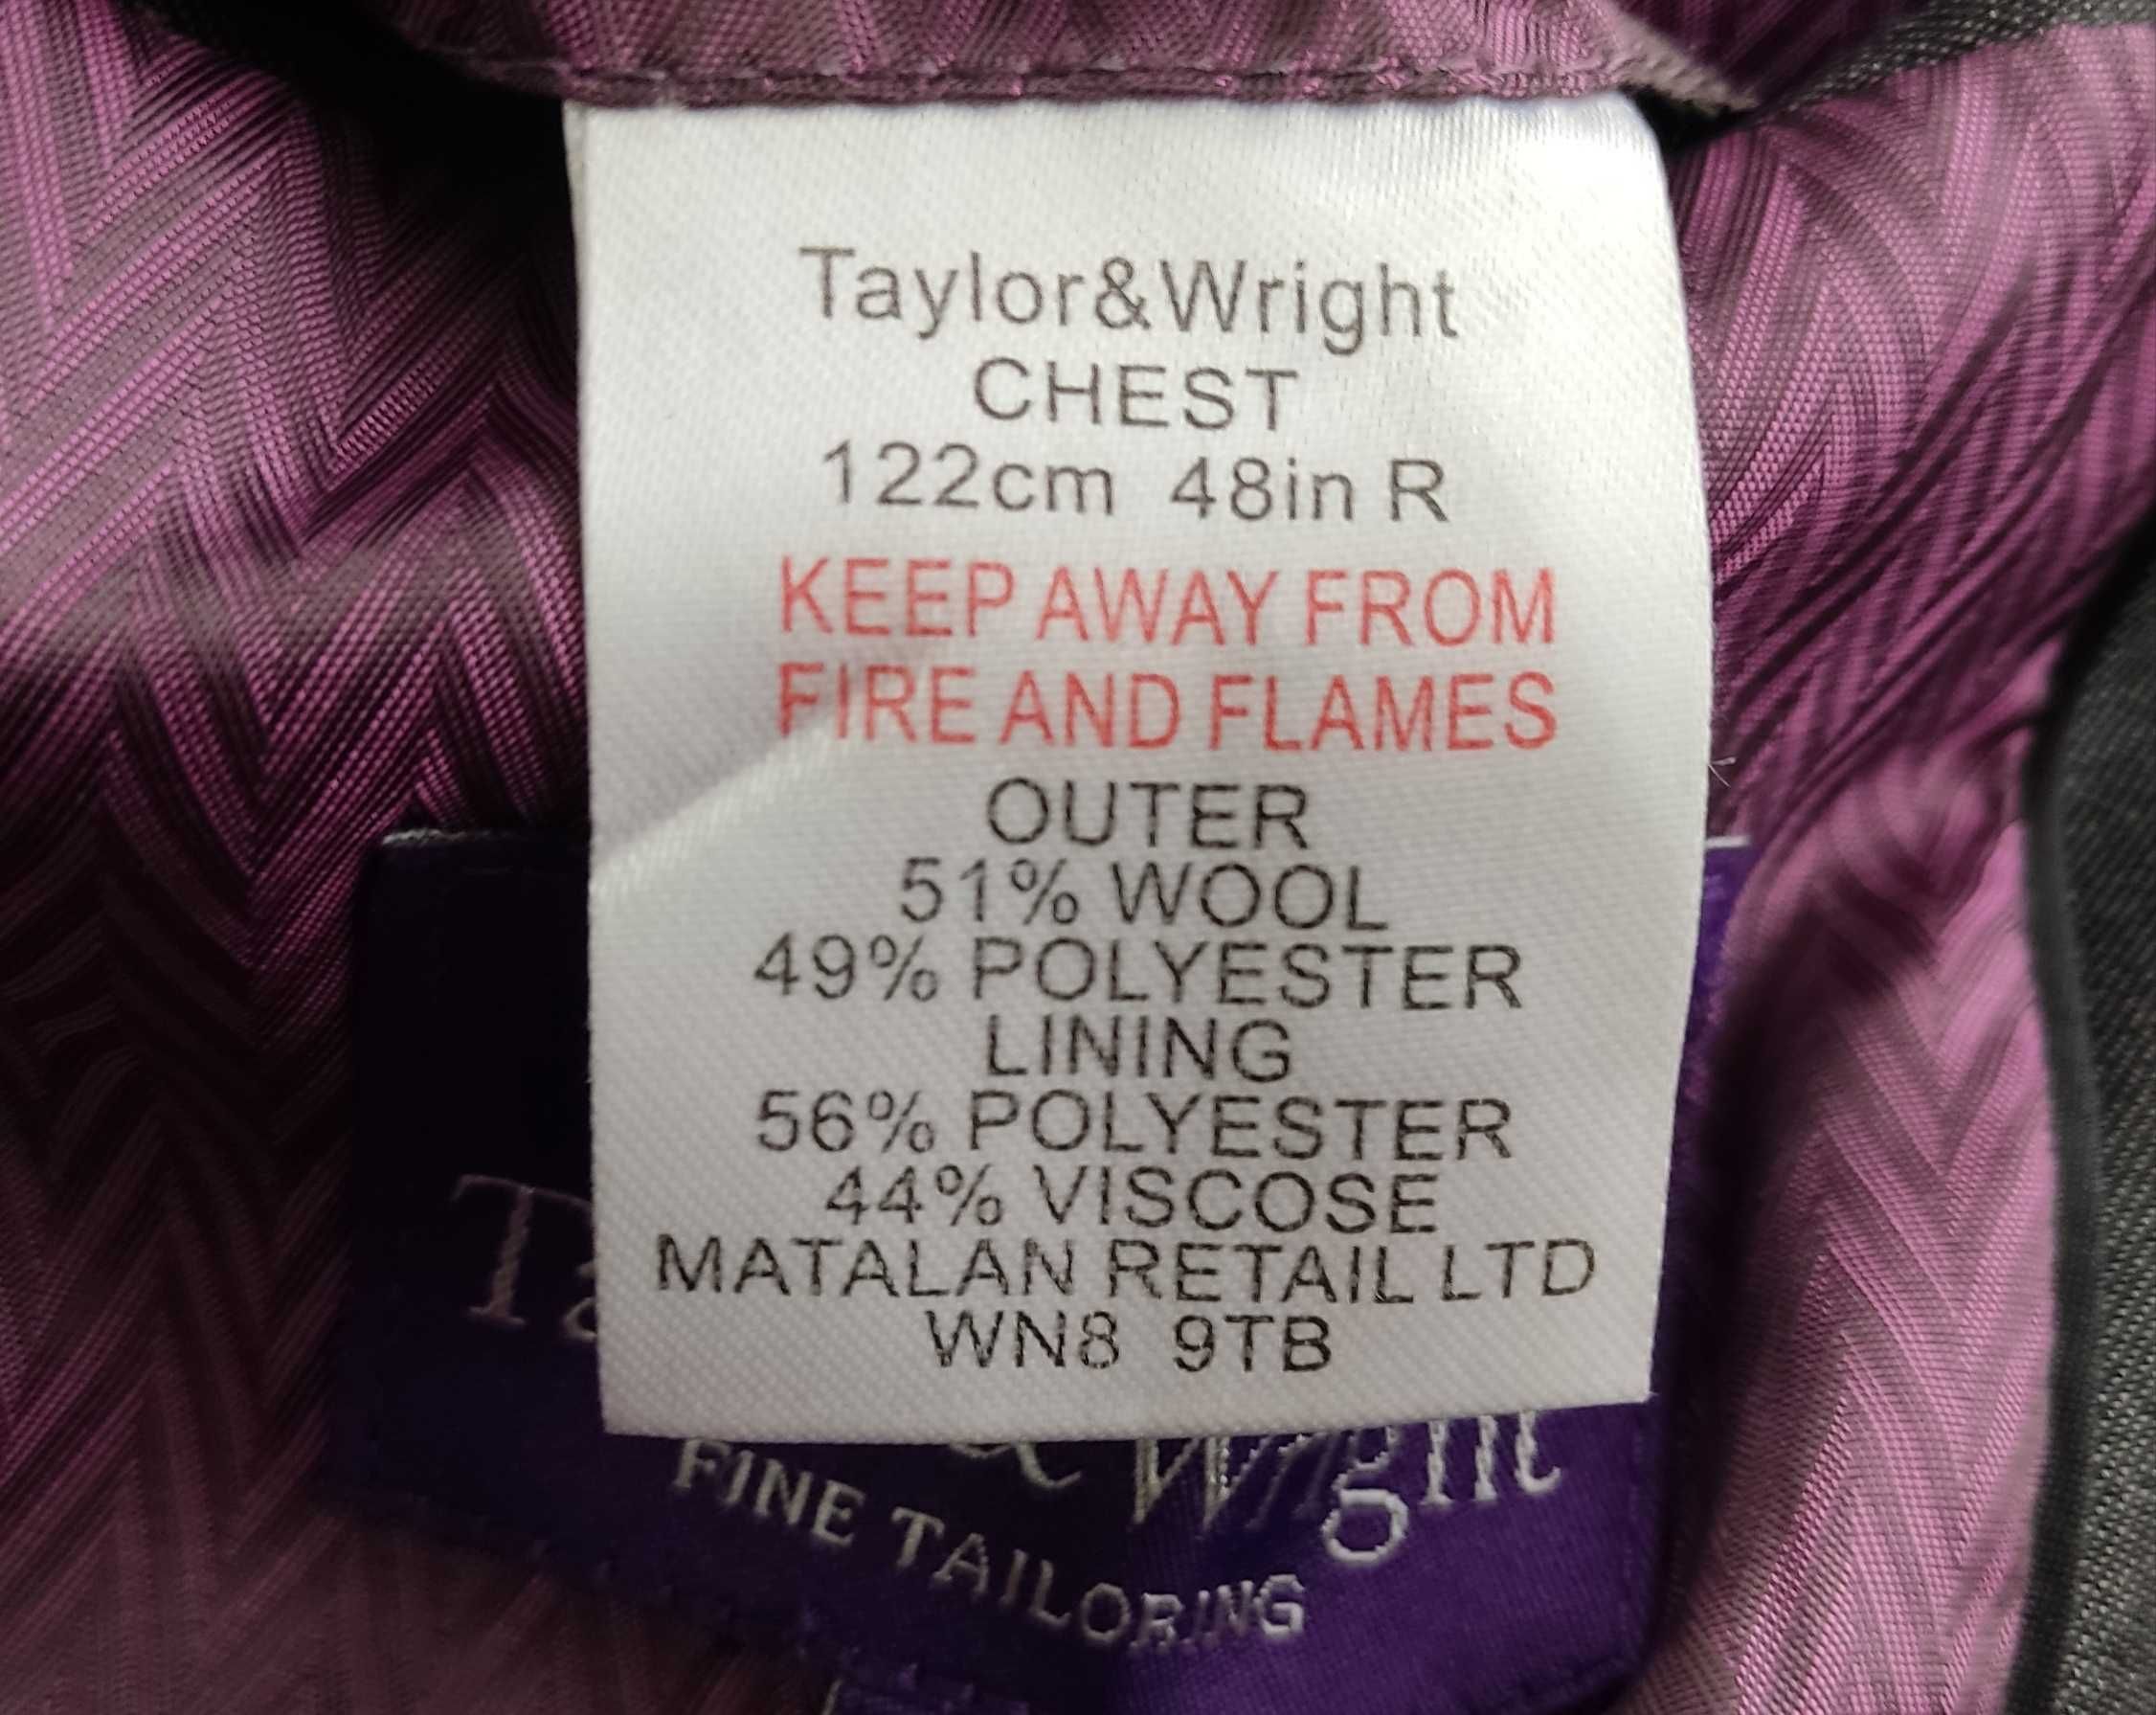 Taylor&Wright
CHEST
122cm 48in R
KEEP AWAY FROM
FIRE AND FLAMES
OUTER
51% WOOL
49% POLYESTER
LINING
56% POLYESTER
44% VISCOSE
MATALAN RETAIL LTD
WN8 9TB
& Wright
FINE TAILORING